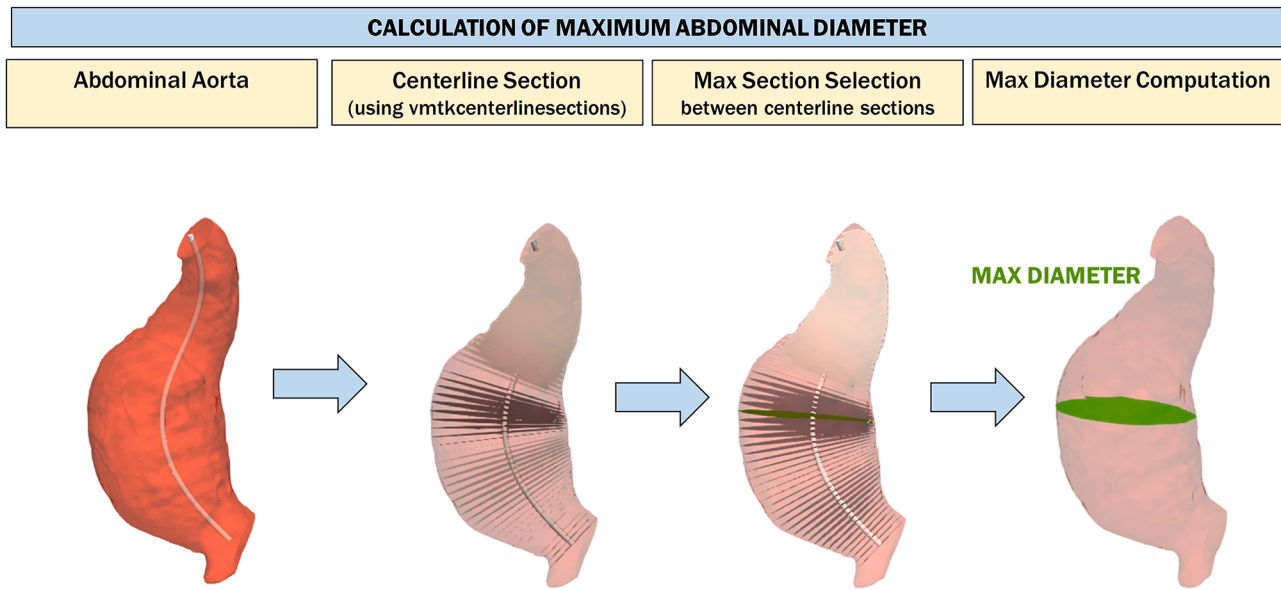 CALCULATION OF MAXIMUM ABDOMINAL DIAMETER
Abdominal Aorta
Centerline Section
(using vmtkcenterlinesections)
Max Section Selection
between centerline sections
Max Diameter Computation
MAX DIAMETER